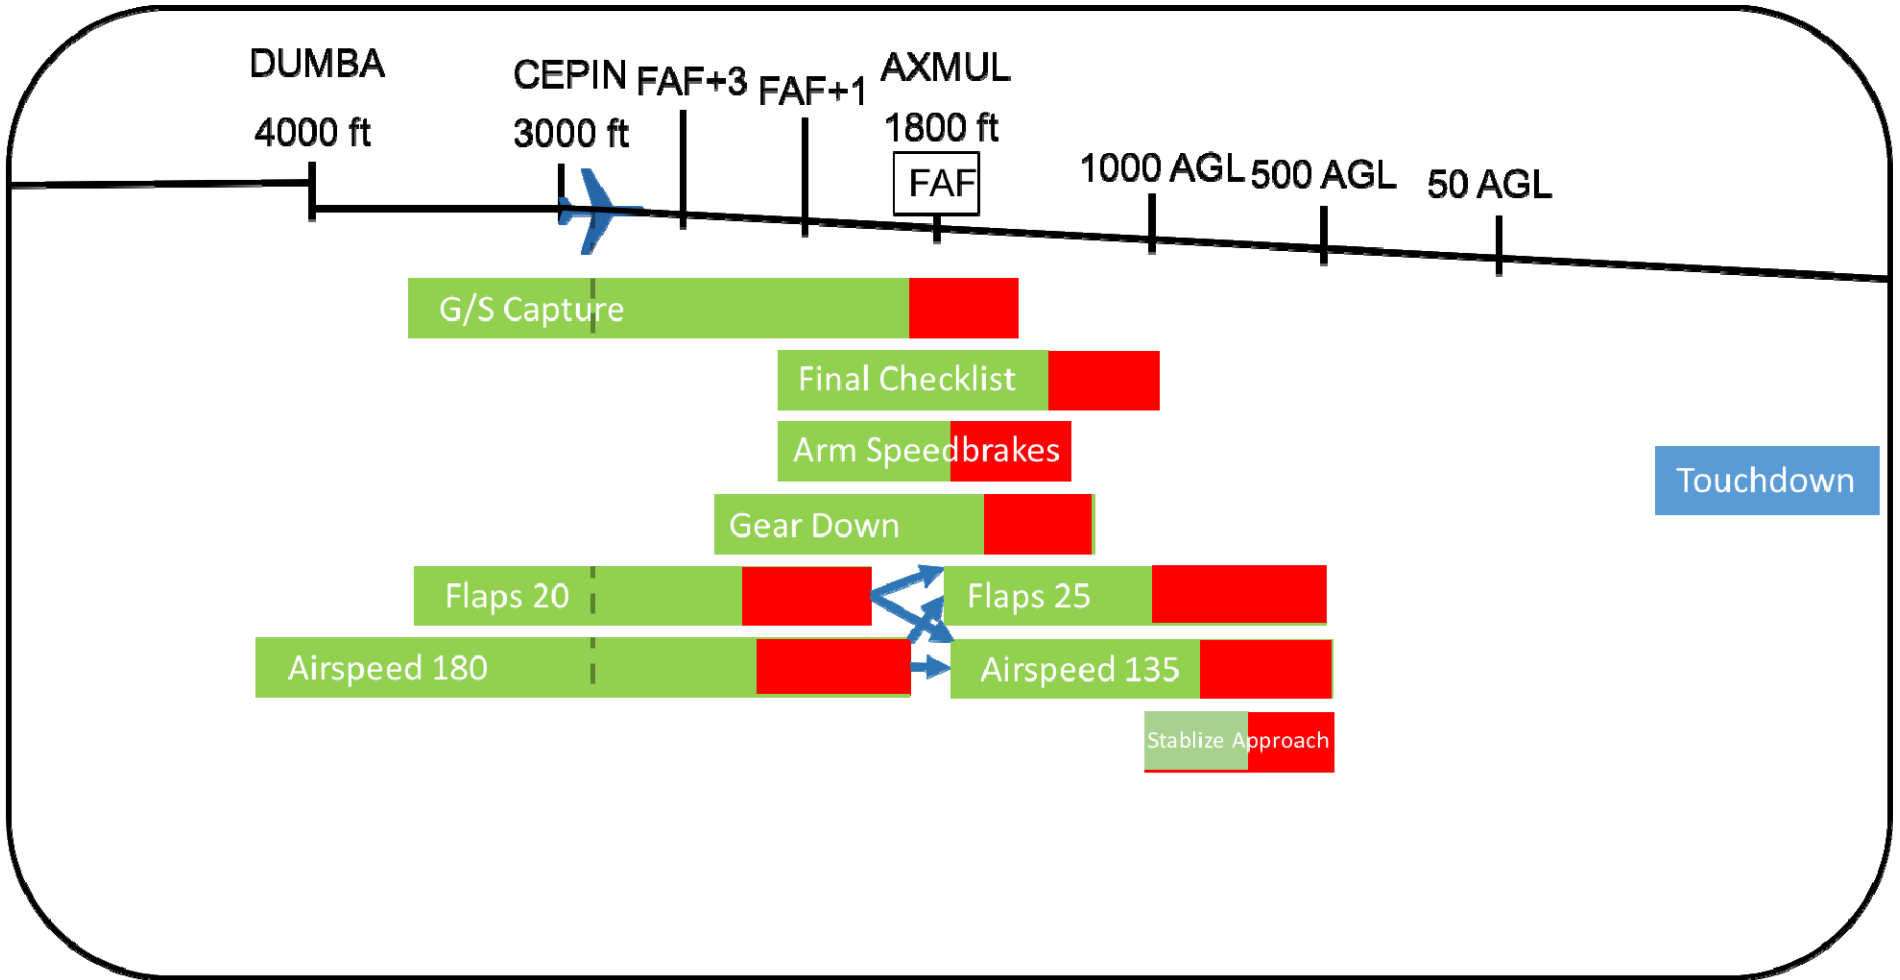 DUMBA
4000 ft
CEPIN
3000 ft
FAF+3
FAF+1
AXMUL
1800 ft
FAF
1000 AGL
500 AGL
50 AGL
G/S Capture
Final Checklist
Arm Speedbrakes
Touchdown
Gear Down
Flaps 20
Flaps 25
Airspeed 180
Airspeed 135
Stablize Approach